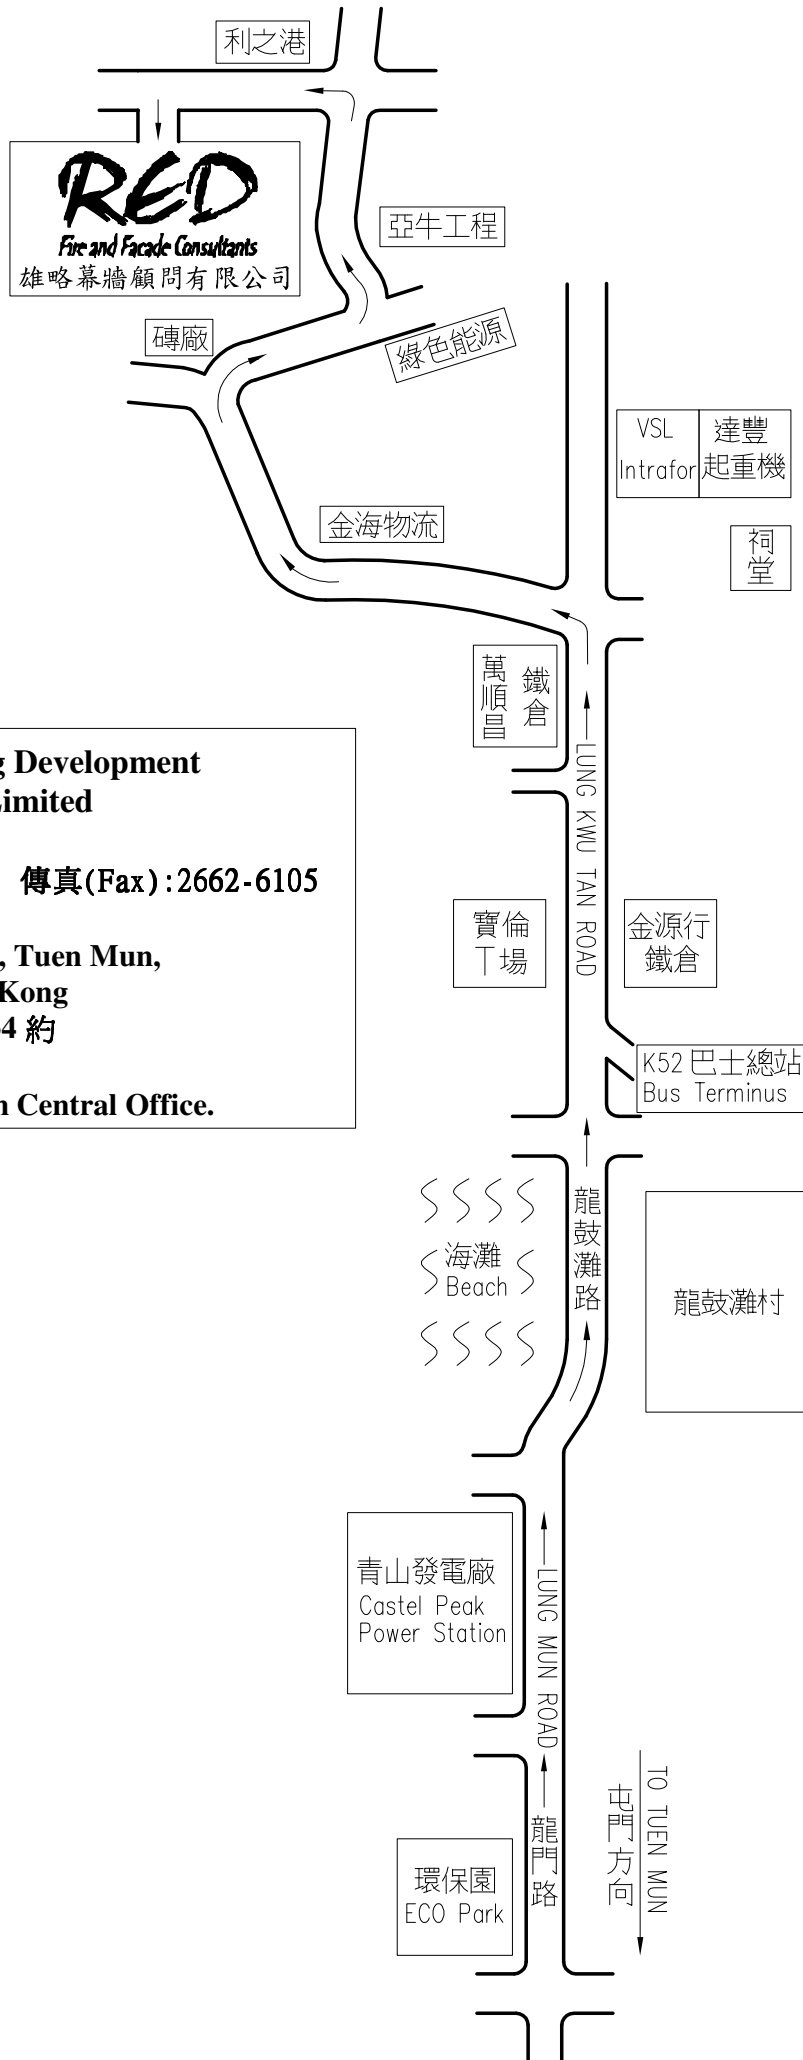 利之港
RED
Fire and Facade Consultants
雄略幕牆顧問有限公司
亞牛工程
磚廠
綠色能源
VSL
Intrafor
達豐
起重機
金海物流
祠堂
萬順昌
鐵倉
g Development
Limited
傳真(Fax):2662-6105
, Tuen Mun,
Kong
4 約
n Central Office.
LUNG KWU TAN ROAD
寶倫
工場
金源行
鐵倉
K52 巴士總站
Bus Terminus
龍鼓灘路
海灘
Beach
龍鼓灘村
青山發電廠
Castel Peak
Power Station
LUNG MUN ROAD
龍門路
環保園
ECO Park
TO TUEN MUN
屯門方向